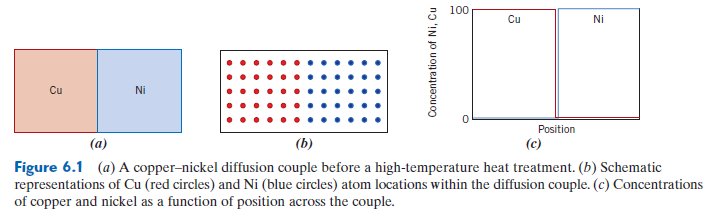 Cu
Ni
(a)
(b)
Concentration of Ni, Cu
100
0
Cu
Ni
Position
(c)
Figure 6.1 (a) A copper–nickel diffusion couple before a high-temperature heat treatment. (b) Schematic
representations of Cu (red circles) and Ni (blue circles) atom locations within the diffusion couple. (c) Concentrations
of copper and nickel as a function of position across the couple.